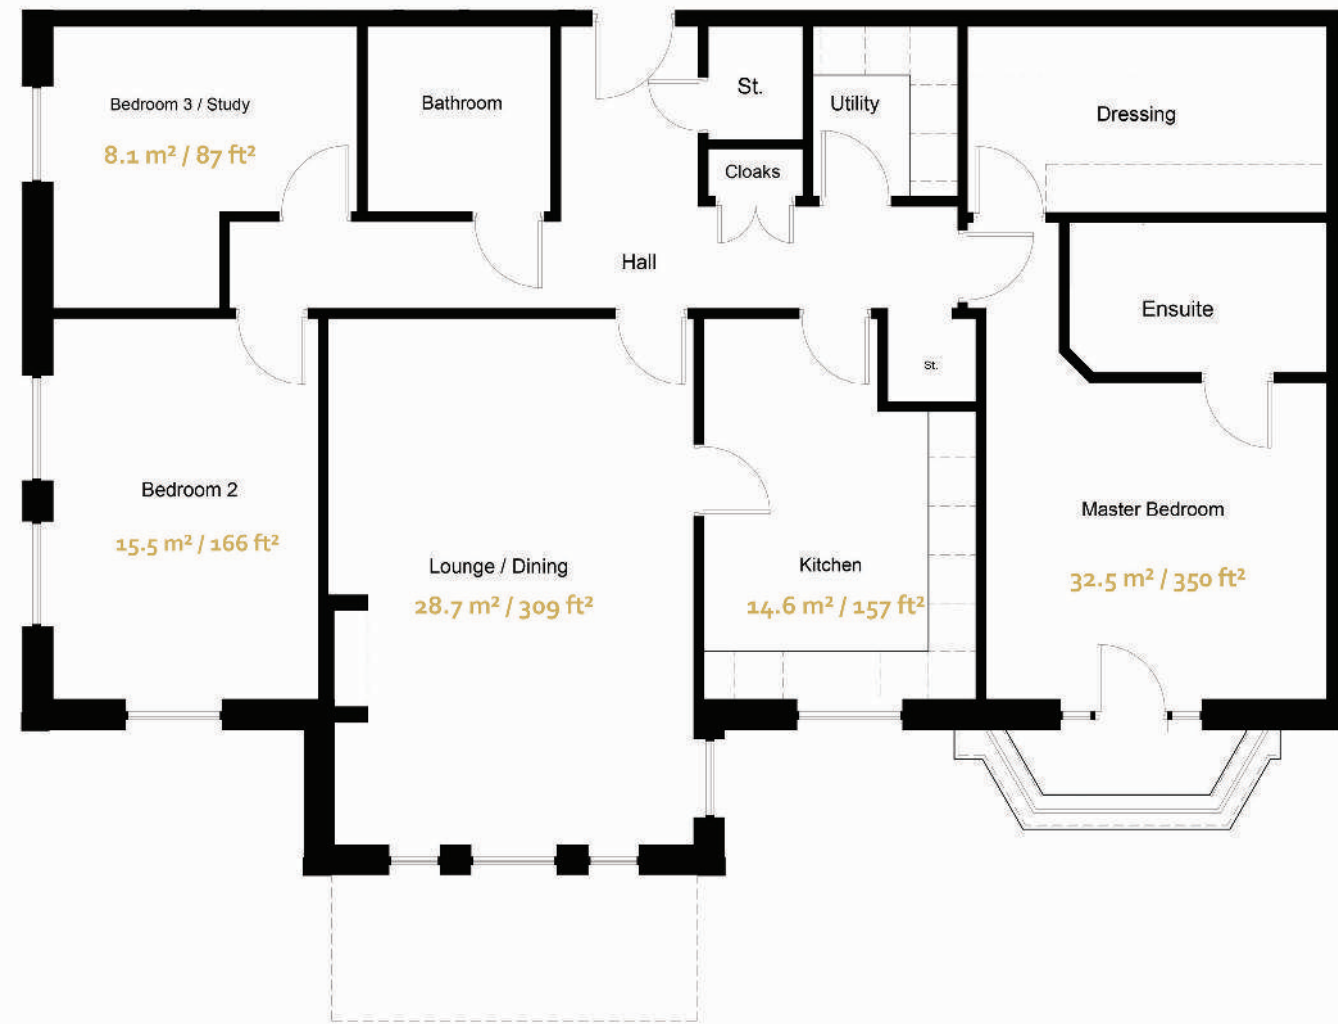 Bedroom 3 / Study
8.1 m² / 87 ft²
Bathroom
St.
Cloaks
Utility
Dressing
Hall
Ensuite
St.
Bedroom 2
15.5 m² / 166 ft²
Lounge / Dining
28.7 m² / 309 ft²
Kitchen
14.6 m² / 157 ft²
Master Bedroom
32.5 m² / 350 ft²